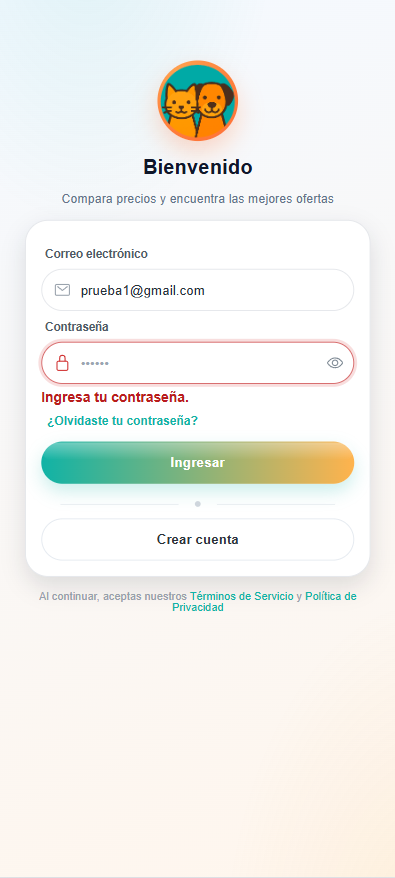 Bienvenido
Compara precios y encuentra las mejores ofertas
Correo electrónico
prueba1@gmail.com
Contraseña
••••••
Ingresa tu contraseña.
¿Olvidaste tu contraseña?
Ingresar
Crear cuenta
Al continuar, aceptas nuestros Términos de Servicio y Política de
Privacidad